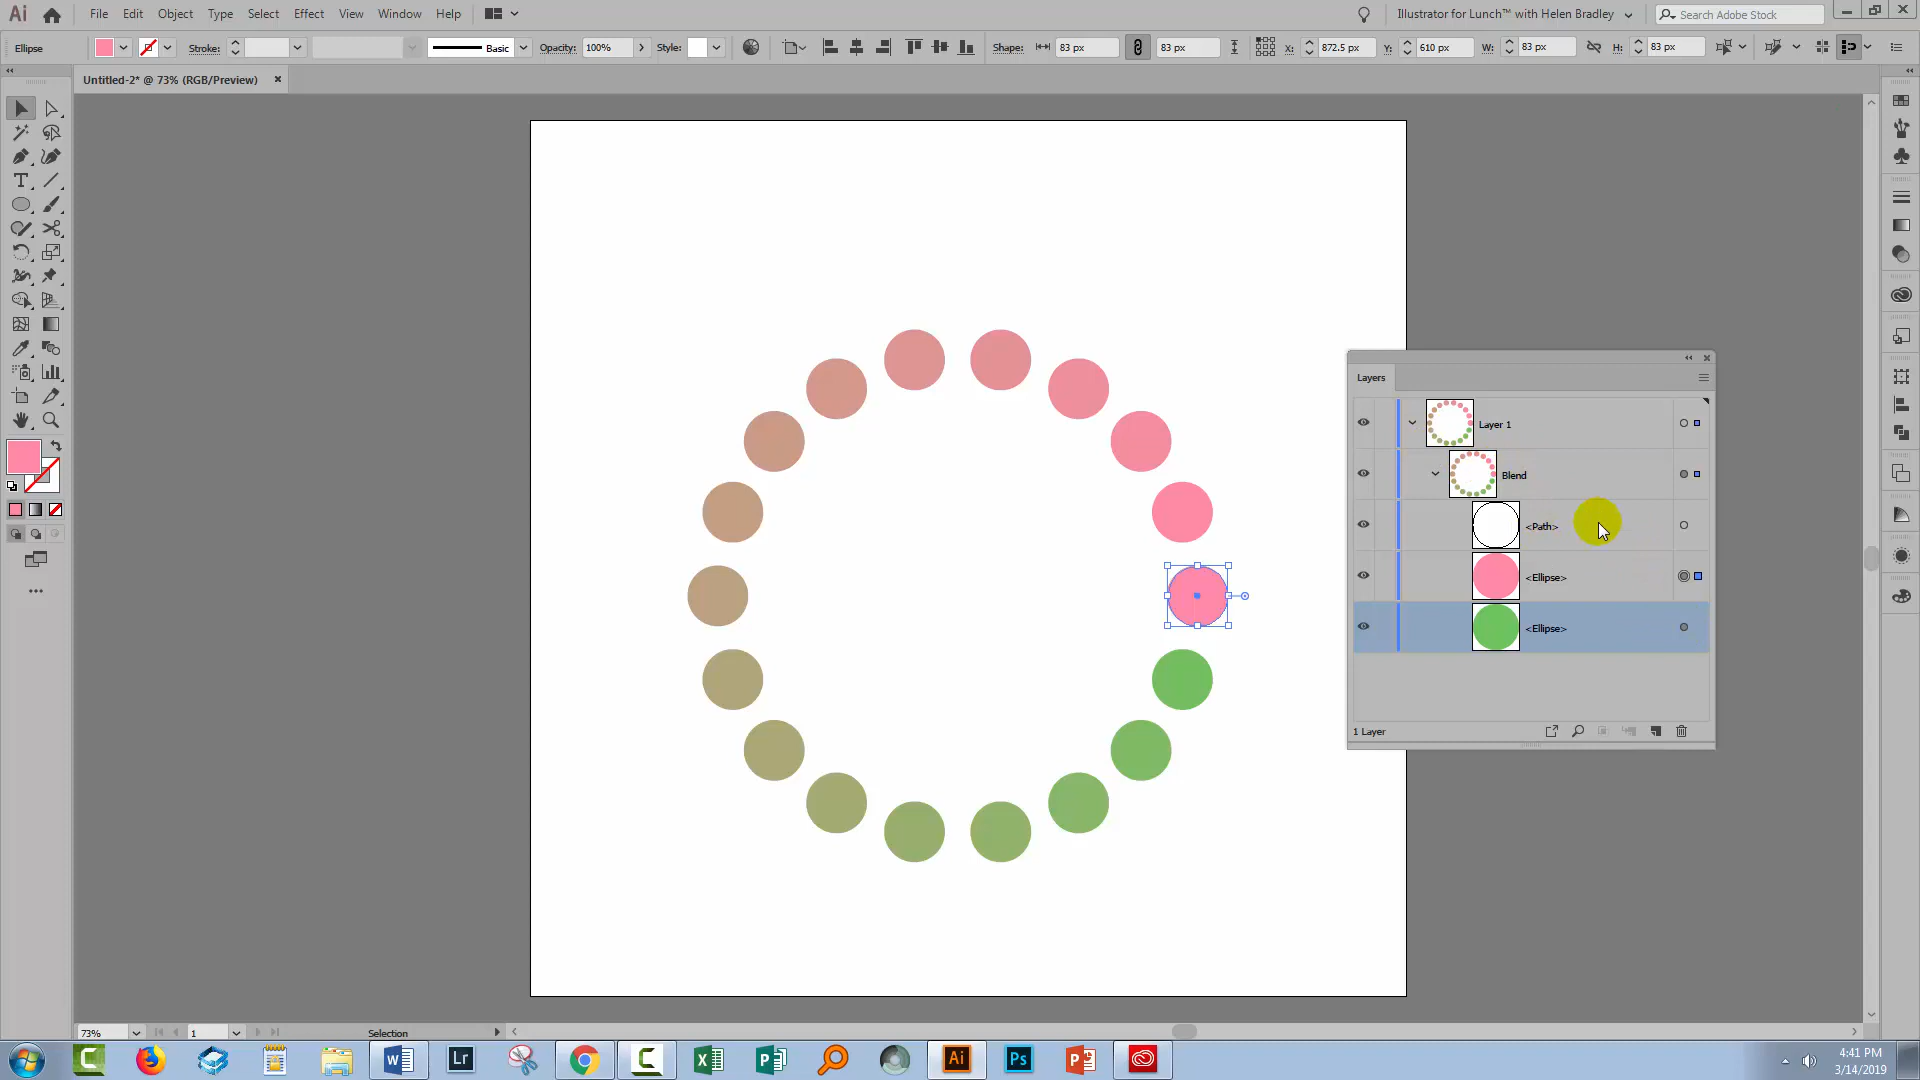 Ai File Edit Object Type Select Effect View Window Help Illustrator for Lunch™ with Helen Bradley Search Adobe Stock
Ellipse Stroke: Basic Opacity: 100% Style: Shape: 83 px 83 px X: 872.5 px Y: 610 px W: 83 px H: 83 px
Untitled-2* @ 73% (RGB/Preview)
Layers
Layer 1
Blend
<Path>
<Ellipse>
<Ellipse>
1 Layer
73% 1 Selection
W Lr Ai Ps
4:41 PM
3/14/2019